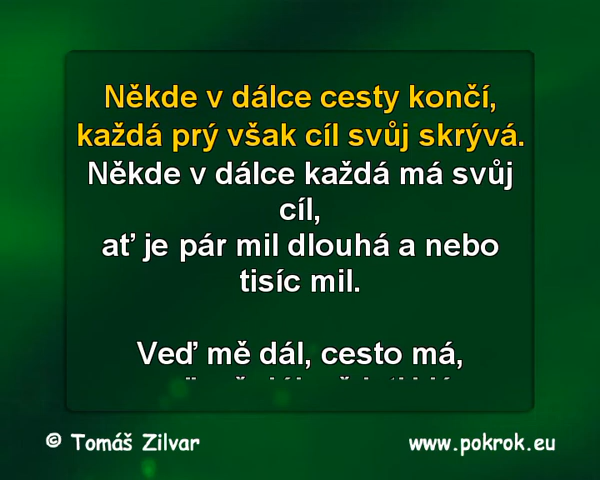 Někde v dálce cesty končí,
každá prý však cíl svůj skrývá.
Někde v dálce každá má svůj
cíl,
ať je pár mil dlouhá a nebo
tisíc mil.
Veď mě dál, cesto má,
© Tomáš Zilvar
www.pokrok.eu